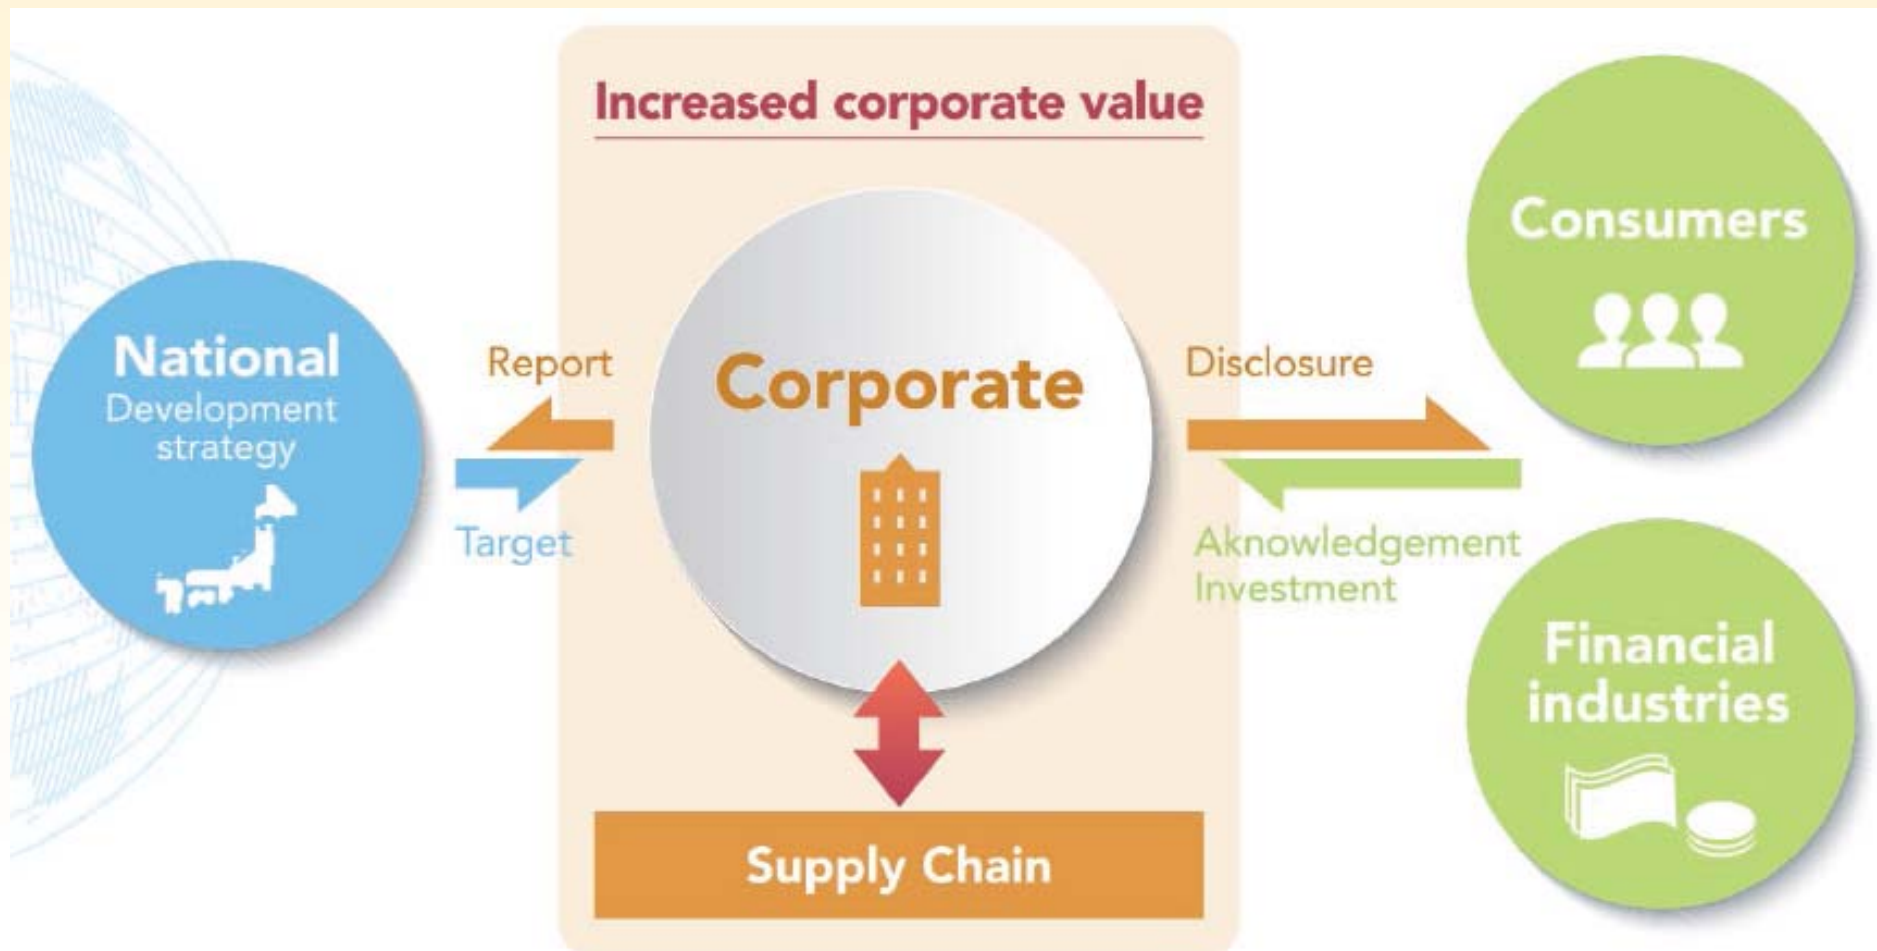 Increased corporate value
National
Development
strategy
Report
Target
Corporate
Disclosure
Aknowledgement
Investment
Consumers
Financial
industries
Supply Chain